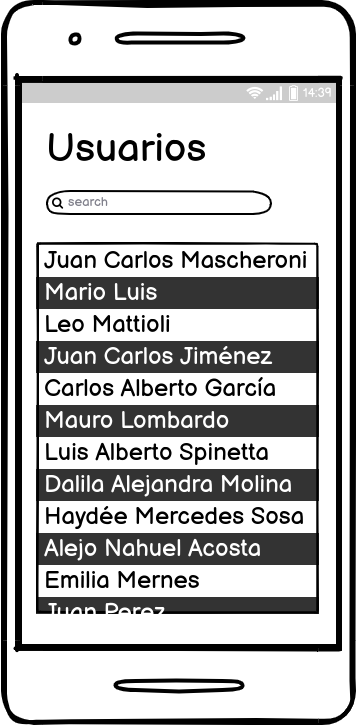 14:39
Usuarios
search
Juan Carlos Mascheroni
Mario Luis
Leo Mattioli
Juan Carlos Jiménez
Carlos Alberto García
Mauro Lombardo
Luis Alberto Spinetta
Dalila Alejandra Molina
Haydée Mercedes Sosa
Alejo Nahuel Acosta
Emilia Mernes
Juan Perez